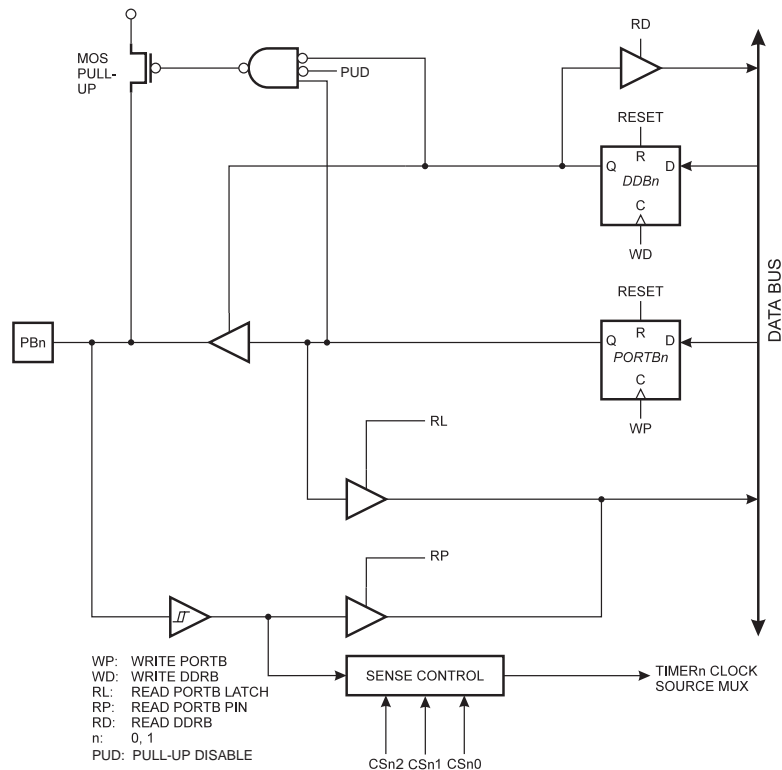 MOS
PULL-
UP
PUD
RD
RESET
R
Q
D
DDBn
C
WD
RESET
R
Q
D
PORTBn
C
WP
DATA BUS
PBn
RL
RP
WP: WRITE PORTB
WD: WRITE DDRB
RL: READ PORTB LATCH
RP: READ PORTB PIN
RD: READ DDRB
n: 0, 1
PUD: PULL-UP DISABLE
SENSE CONTROL
TIMERn CLOCK
SOURCE MUX
CSn2 CSn1 CSn0